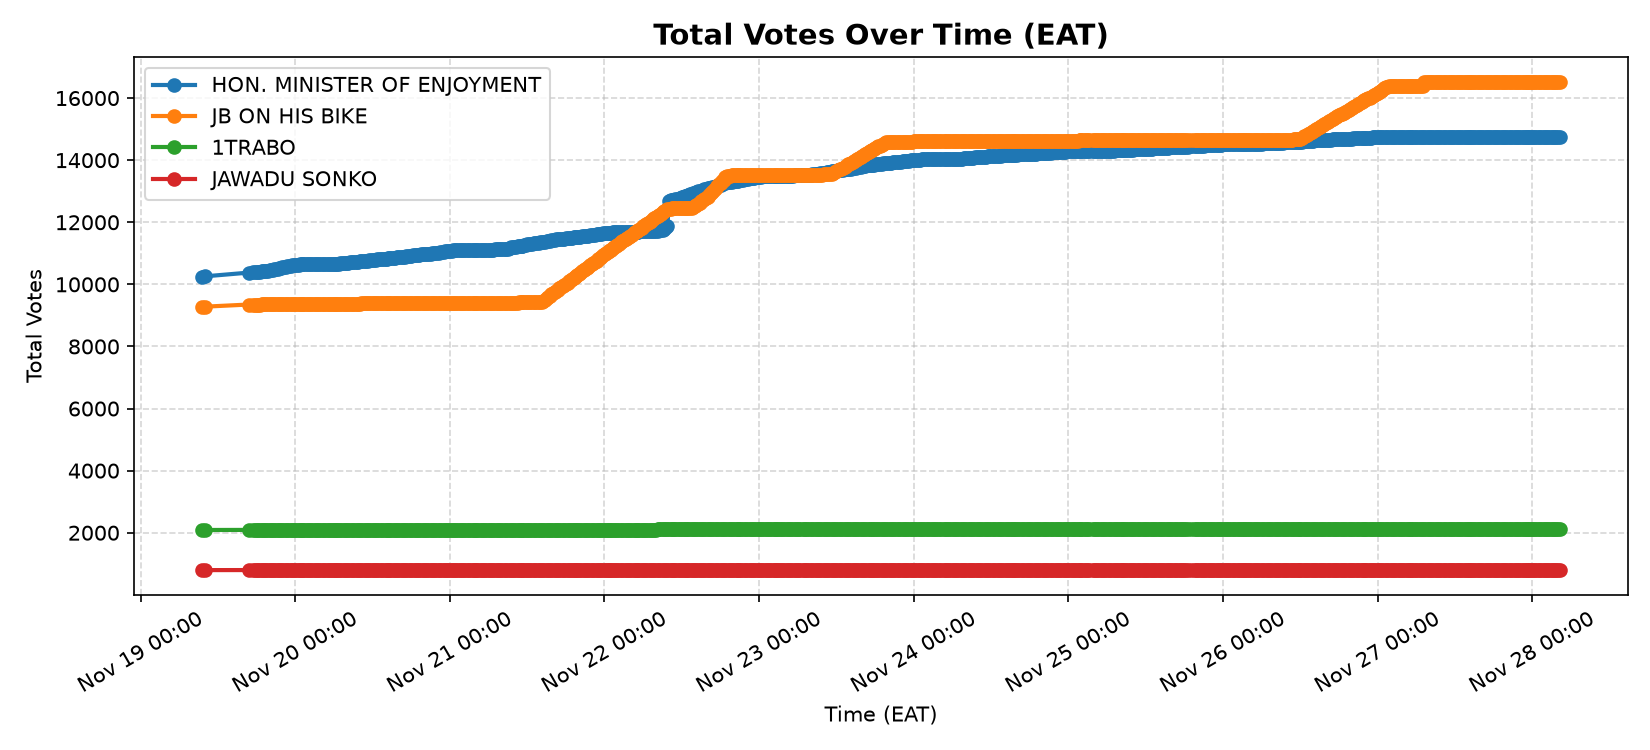 Total Votes Over Time (EAT)
HON. MINISTER OF ENJOYMENT
JB ON HIS BIKE
1TRABO
JAWADU SONKO
Total Votes
16000
14000
12000
10000
8000
6000
4000
2000
Nov 19 00:00
Nov 20 00:00
Nov 21 00:00
Nov 22 00:00
Nov 23 00:00
Nov 24 00:00
Nov 25 00:00
Nov 26 00:00
Nov 27 00:00
Nov 28 00:00
Time (EAT)